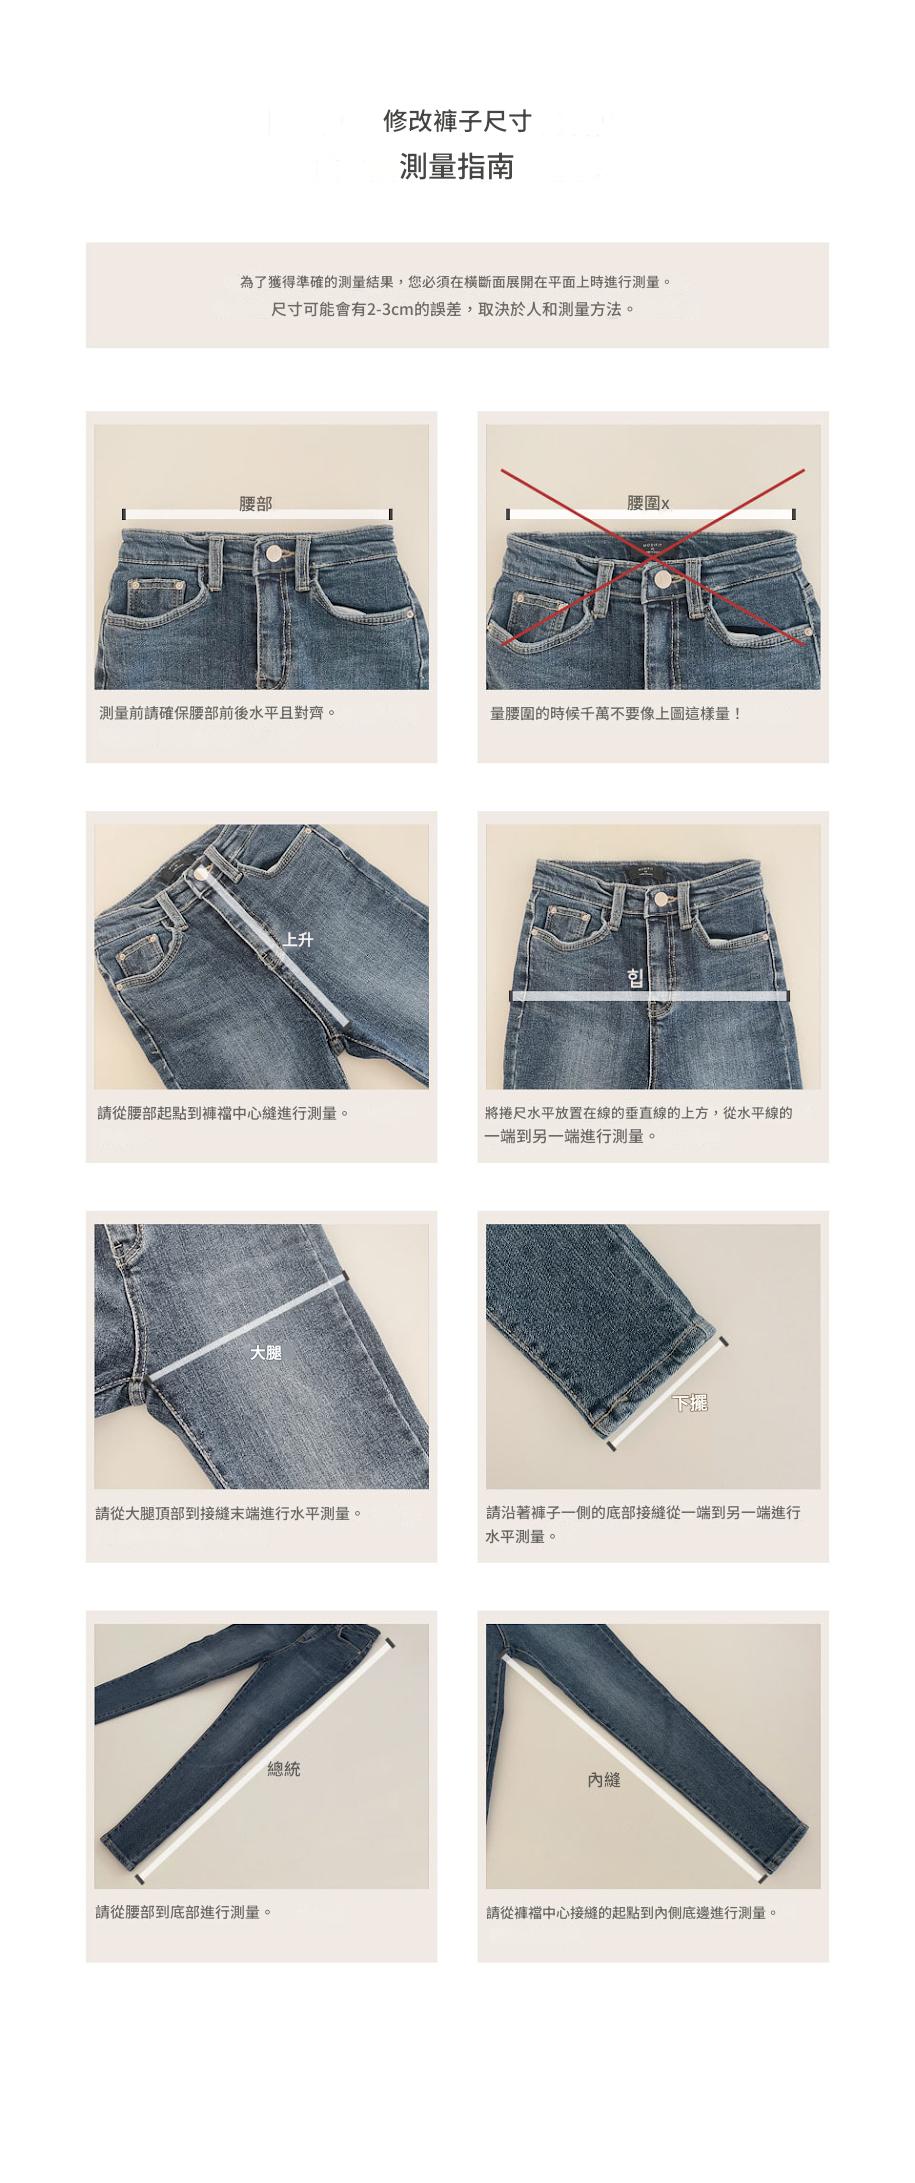 修改褲子尺寸
測量指南
為了獲得準確的測量結果，您必須在橫斷面展開在平面上時進行測量。
尺寸可能會有2-3cm的誤差，取決於人和測量方法。
腰部
測量前請確保腰部前後水平且對齊。
腰圍x
量腰圍的時候千萬不要像上圖這樣量！
上升
請從腰部起點到褲襠中心縫進行測量。
힙
將捲尺水平放置在線的垂直線的上方，從水平線的
一端到另一端進行測量。
大腿
請從大腿頂部到接縫末端進行水平測量。
下擺
請沿著褲子一側的底部接縫從一端到另一端進行
水平測量。
總統
請從腰部到底部進行測量。
內縫
請從褲襠中心接縫的起點到內側底邊進行測量。